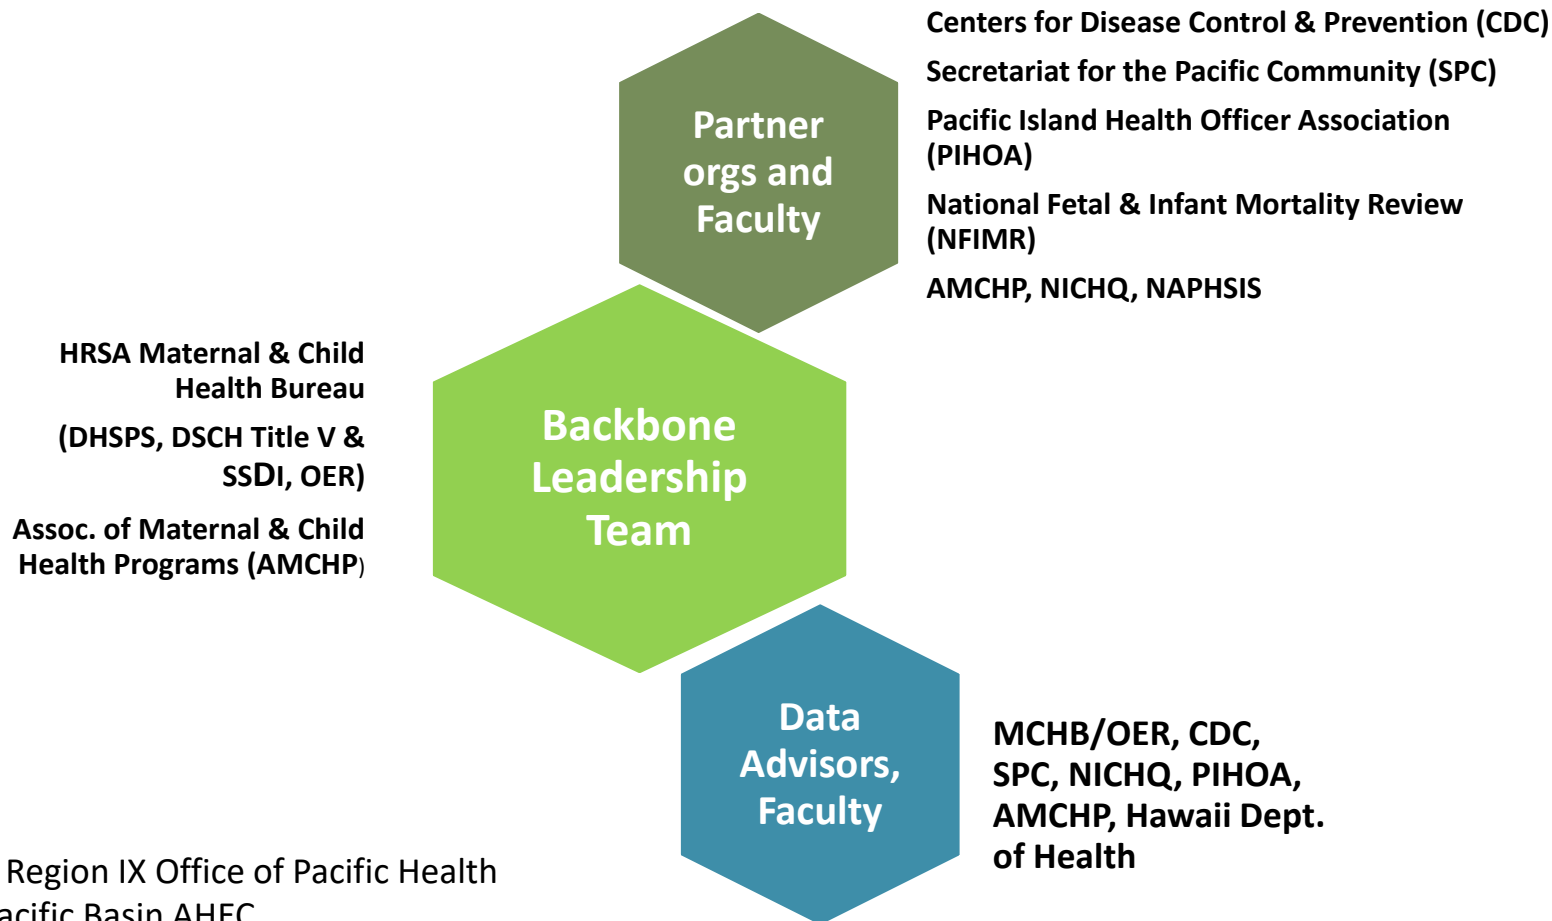 Centers for Disease Control & Prevention (CDC)
Secretariat for the Pacific Community (SPC)
Pacific Island Health Officer Association
(PIHOA)
National Fetal & Infant Mortality Review
(NFIMR)
AMCHP, NICHQ, NAPHSIS
Partner
orgs and
Faculty
HRSA Maternal & Child
Health Bureau
(DHSPS, DSCH Title V &
SSDI, OER)
Assoc. of Maternal & Child
Health Programs (AMCHP)
Backbone
Leadership
Team
Data
Advisors,
Faculty
MCHB/OER, CDC,
SPC, NICHQ, PIHOA,
AMCHP, Hawaii Dept.
of Health
Region IX Office of Pacific Health
Basin AHEC